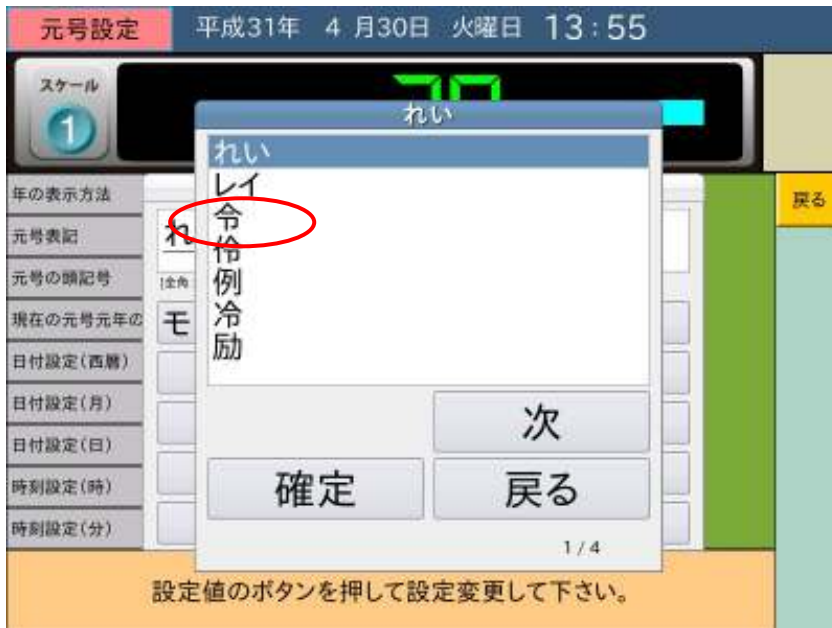 元号設定 平成31年 4月30日 火曜日 13:55
スケール
1
れい
れい
レイ
令
伶
例
冷
励
次
確定 戻る
1/4
年の表示方法
元号表記
元号の頭記号
現在の元号元年の
日付設定(西暦)
日付設定(月)
日付設定(日)
時刻設定(時)
時刻設定(分)
れ
[全角
モ
戻る
設定値のボタンを押して設定変更して下さい。